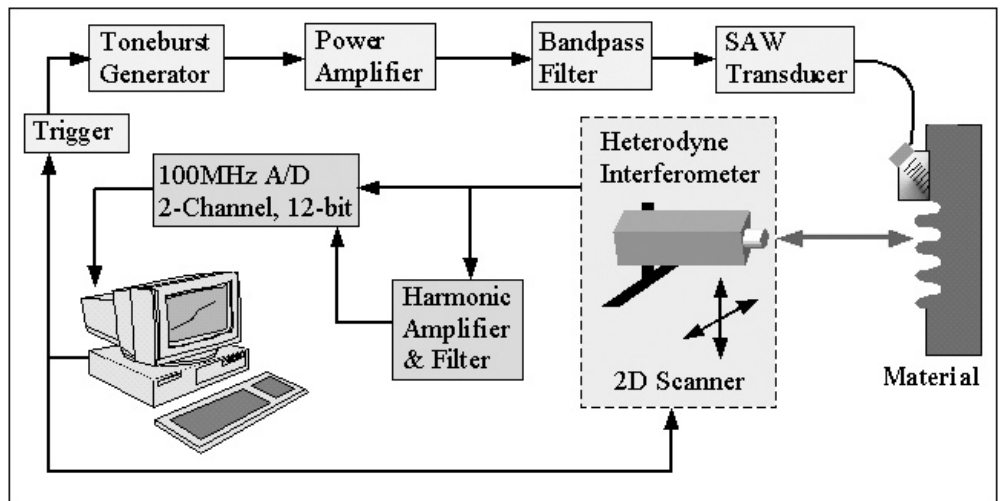 Toneburst
Generator
Power
Amplifier
Bandpass
Filter
SAW
Transducer
Trigger
100MHz A/D
2-Channel, 12-bit
Heterodyne
Interferometer
Harmonic
Amplifier
& Filter
2D Scanner
Material